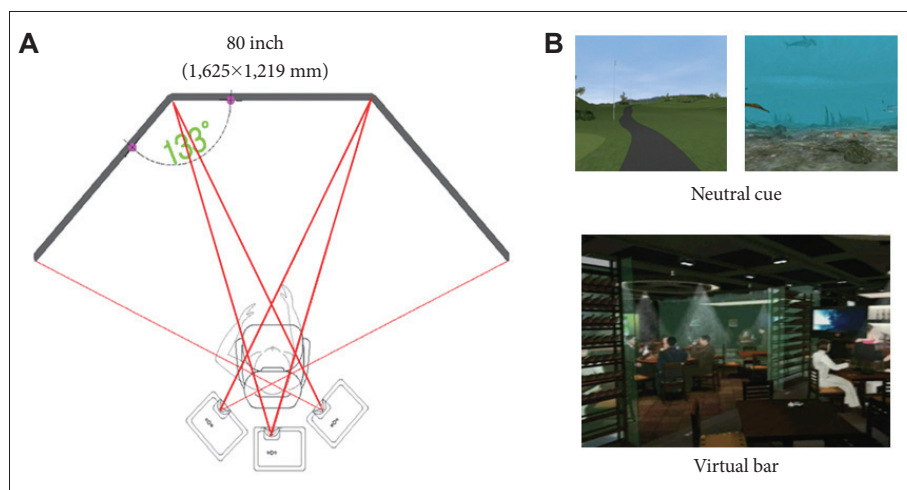 A
80 inch
(1,625×1,219 mm)
133°
B
Neutral cue
Virtual bar